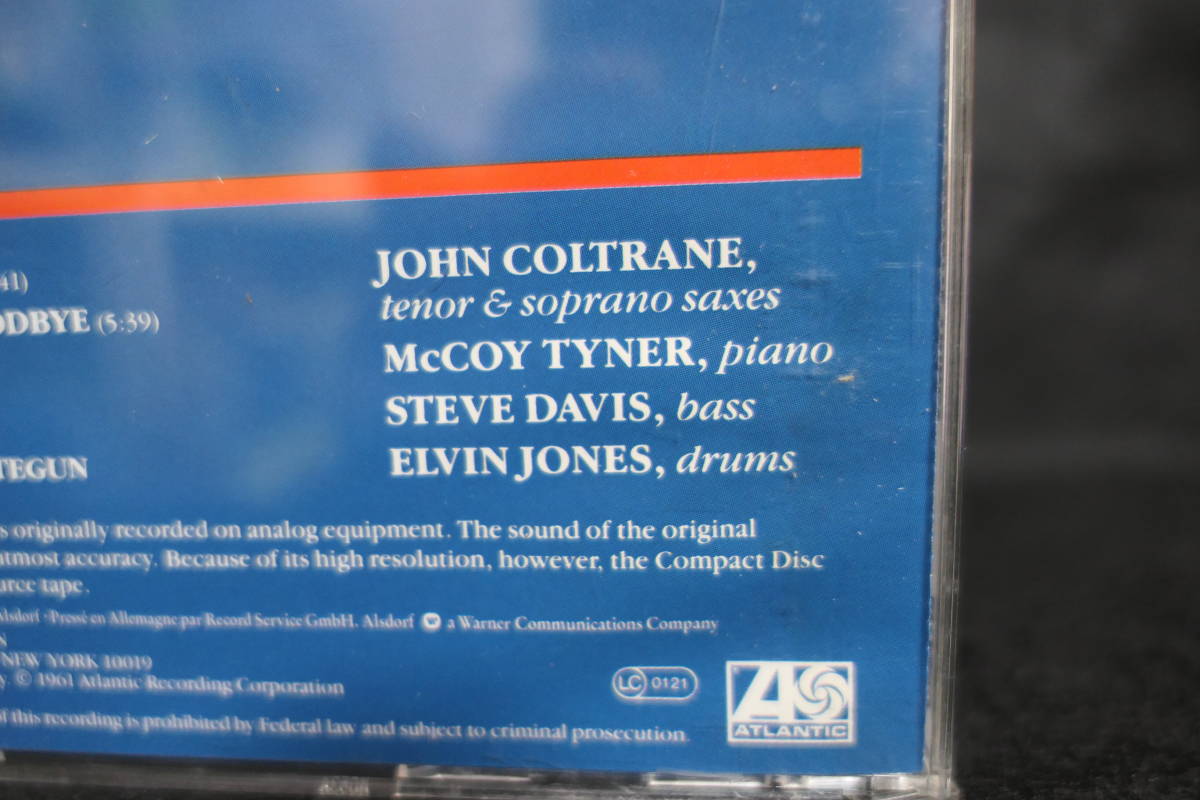 JOHN COLTRANE,
41)
tenor & soprano saxes
ODBYE (5:39)
McCOY TYNER, piano
STEVE DAVIS, bass
ELVIN JONES, drums
TEGUN
s originally recorded on analog equipment. The sound of the original
utmost accuracy. Because of its high resolution, however, the Compact Disc
urce tape.
Alsdorf · Pressé en Allemagne par Record Service GmbH, Alsdorf a Warner Communications Company
NEW YORK 10019
© 1961 Atlantic Recording Corporation
LC 0121
of this recording is prohibited by Federal law and subject to criminal prosecution.
ATLANTIC